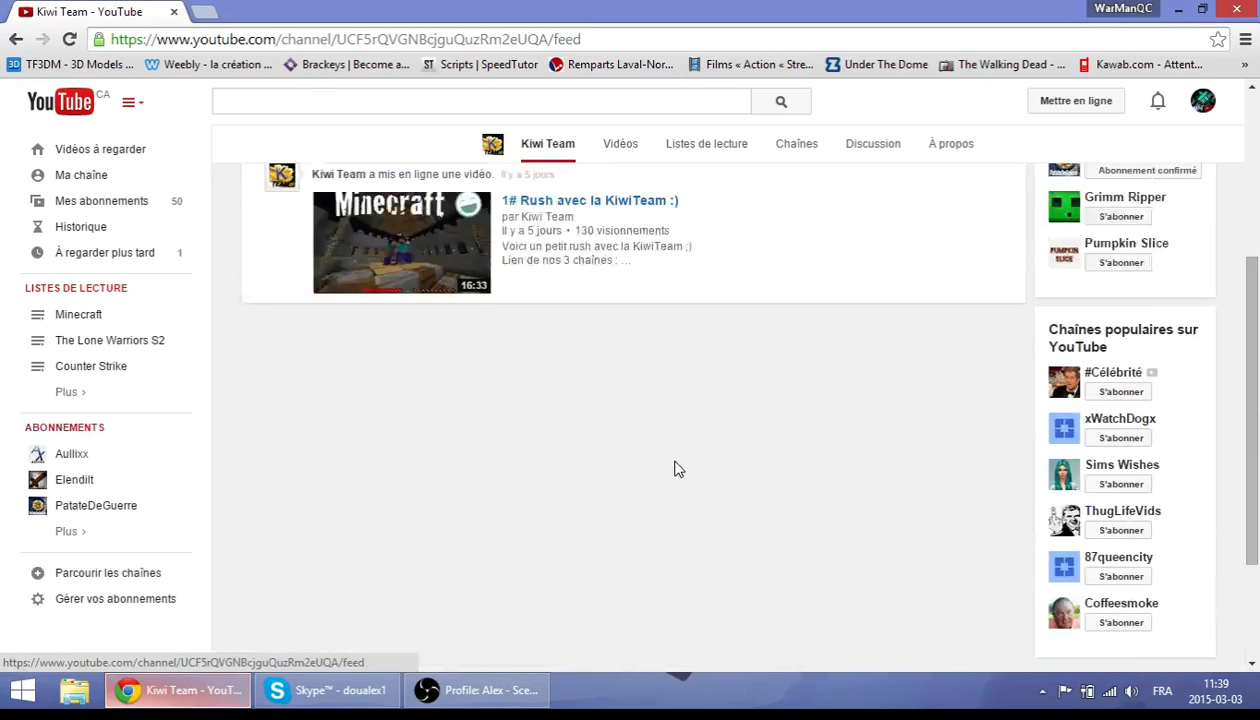 Kiwi Team - YouTube
WarManQC
https://www.youtube.com/channel/UCF5rQVGNBcjguQuzRm2eUQA/feed
TF3DM - 3D Models ... Weebly - la création ... Brackeys | Become a... ST Scripts | SpeedTutor Remparts Laval-Nor... Films « Action « Stre... Under The Dome The Walking Dead - ... Kawab.com - Attent... »
YouTube CA
Mettre en ligne
Kiwi Team Vidéos Listes de lecture Chaînes Discussion À propos
Vidéos à regarder
Ma chaîne
Mes abonnements 50
Historique
À regarder plus tard 1
LISTES DE LECTURE
Minecraft
The Lone Warriors S2
Counter Strike
Plus ›
ABONNEMENTS
Aullixx
Elendilt
PatateDeGuerre
Plus ›
Parcourir les chaînes
Gérer vos abonnements
Kiwi Team a mis en ligne une vidéo. Il y a 5 jours
Minecraft
16:33
1# Rush avec la KiwiTeam :)
par Kiwi Team
Il y a 5 jours • 130 visionnements
Voici un petit rush avec la KiwiTeam ;)
Lien de nos 3 chaînes : ...
Abonnement confirmé
Grimm Ripper
S'abonner
PUMPKIN SLICE
Pumpkin Slice
S'abonner
Chaînes populaires sur
YouTube
#Célébrité
S'abonner
xWatchDogx
S'abonner
Sims Wishes
S'abonner
ThugLifeVids
S'abonner
87queencity
S'abonner
Coffeesmoke
S'abonner
https://www.youtube.com/channel/UCF5rQVGNBcjguQuzRm2eUQA/feed
Kiwi Team - YouT... Skype™ - doualex1 Profile: Alex - Sce... FRA 11:39
2015-03-03